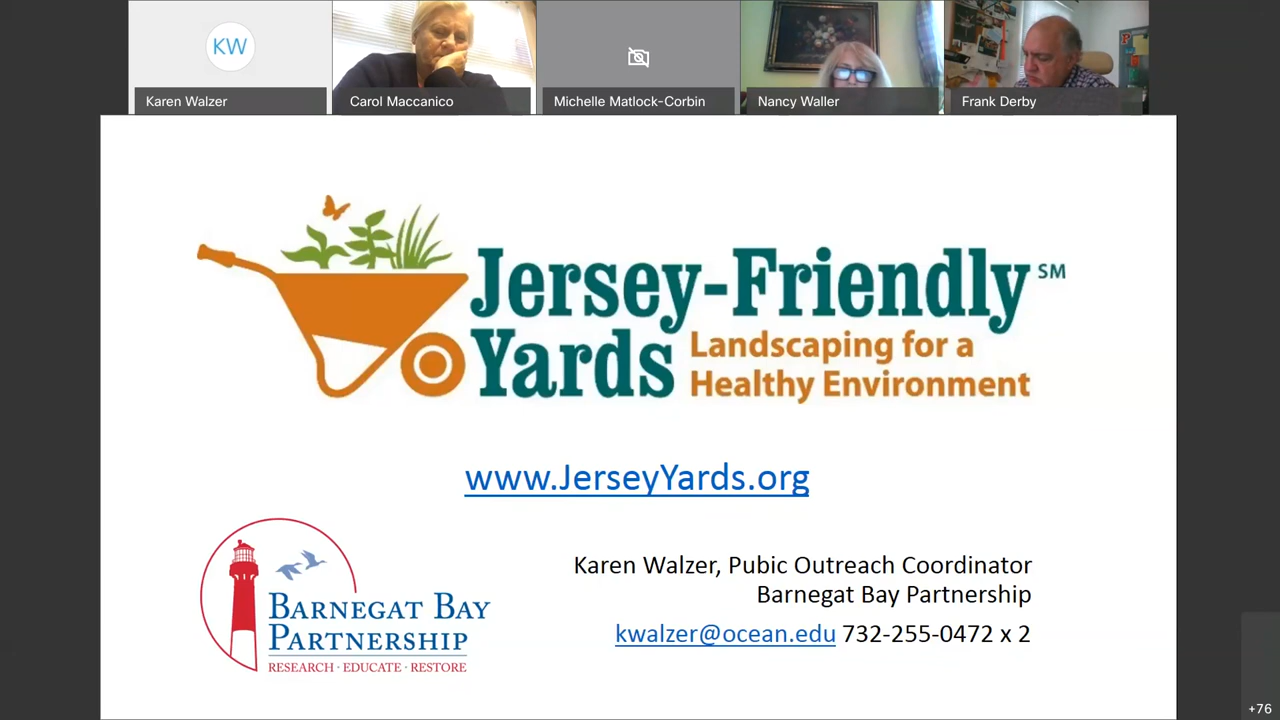 KW
Karen Walzer
Carol Maccanico
Michelle Matlock-Corbin
Nancy Waller
Frank Derby
Jersey-Friendly SM
Yards
Landscaping for a
Healthy Environment
www.JerseyYards.org
BARNEGAT BAY
PARTNERSHIP
RESEARCH · EDUCATE · RESTORE
Karen Walzer, Pubic Outreach Coordinator
Barnegat Bay Partnership
kwalzer@ocean.edu 732-255-0472 x 2
+76